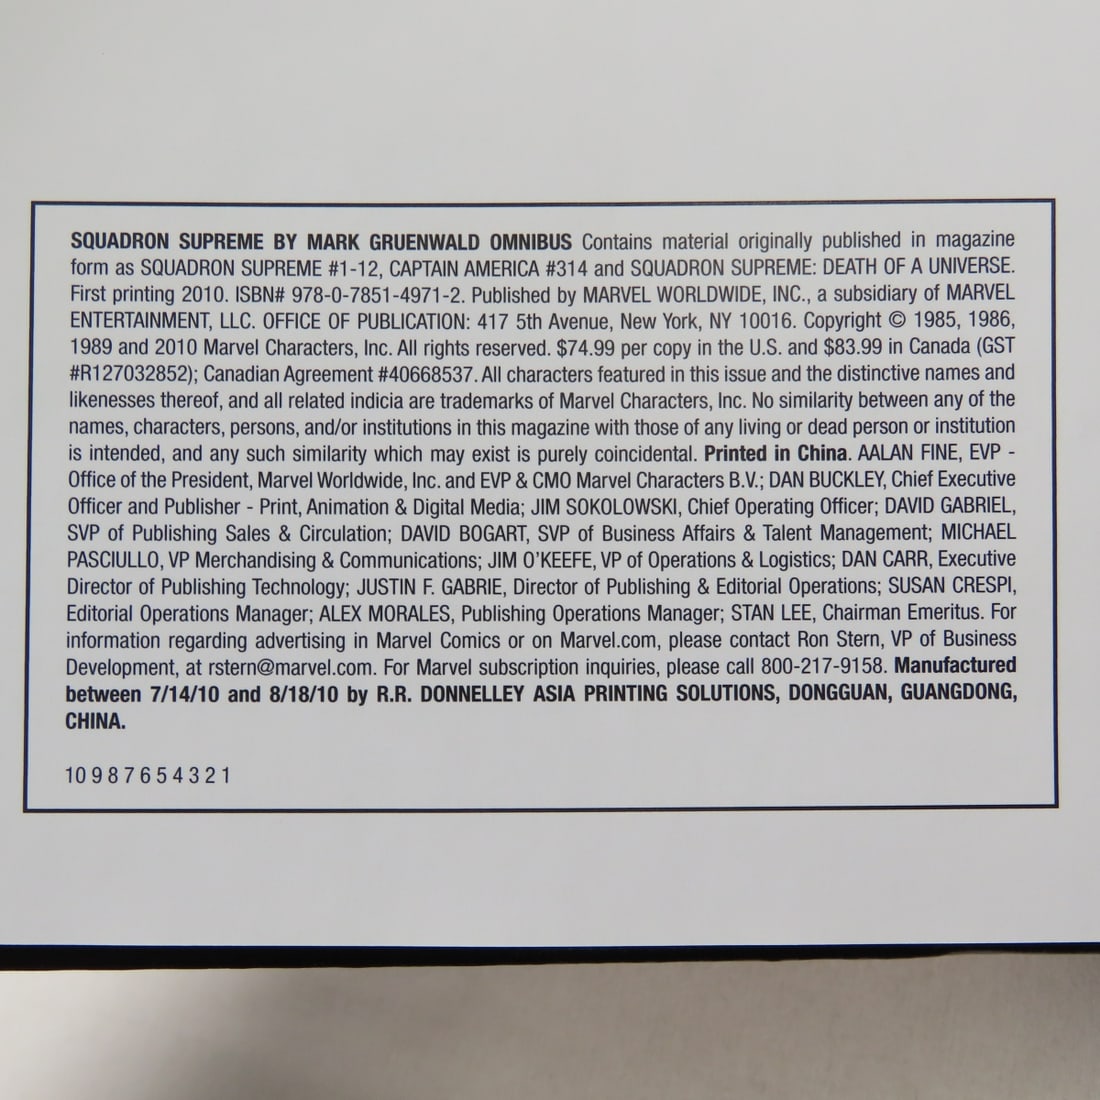 SQUADRON SUPREME BY MARK GRUENWALD OMNIBUS Contains material originally published in magazine
form as SQUADRON SUPREME #1-12, CAPTAIN AMERICA #314 and SQUADRON SUPREME: DEATH OF A UNIVERSE.
First printing 2010. ISBN# 978-0-7851-4971-2. Published by MARVEL WORLDWIDE, INC., a subsidiary of MARVEL
ENTERTAINMENT, LLC. OFFICE OF PUBLICATION: 417 5th Avenue, New York, NY 10016. Copyright © 1985, 1986,
1989 and 2010 Marvel Characters, Inc. All rights reserved. $74.99 per copy in the U.S. and $83.99 in Canada (GST
#R127032852); Canadian Agreement #40668537. All characters featured in this issue and the distinctive names and
likenesses thereof, and all related indicia are trademarks of Marvel Characters, Inc. No similarity between any of the
names, characters, persons, and/or institutions in this magazine with those of any living or dead person or institution
is intended, and any such similarity which may exist is purely coincidental. Printed in China. AALAN FINE, EVP -
Office of the President, Marvel Worldwide, Inc. and EVP & CMO Marvel Characters B.V.; DAN BUCKLEY, Chief Executive
Officer and Publisher - Print, Animation & Digital Media; JIM SOKOLOWSKI, Chief Operating Officer; DAVID GABRIEL,
SVP of Publishing Sales & Circulation; DAVID BOGART, SVP of Business Affairs & Talent Management; MICHAEL
PASCIULLO, VP Merchandising & Communications; JIM O'KEEFE, VP of Operations & Logistics; DAN CARR, Executive
Director of Publishing Technology; JUSTIN F. GABRIE, Director of Publishing & Editorial Operations; SUSAN CRESPI,
Editorial Operations Manager; ALEX MORALES, Publishing Operations Manager; STAN LEE, Chairman Emeritus. For
information regarding advertising in Marvel Comics or on Marvel.com, please contact Ron Stern, VP of Business
Development, at rstern@marvel.com. For Marvel subscription inquiries, please call 800-217-9158. Manufactured
between 7/14/10 and 8/18/10 by R.R. DONNELLEY ASIA PRINTING SOLUTIONS, DONGGUAN, GUANGDONG,
CHINA.
10 9 8 7 6 5 4 3 2 1